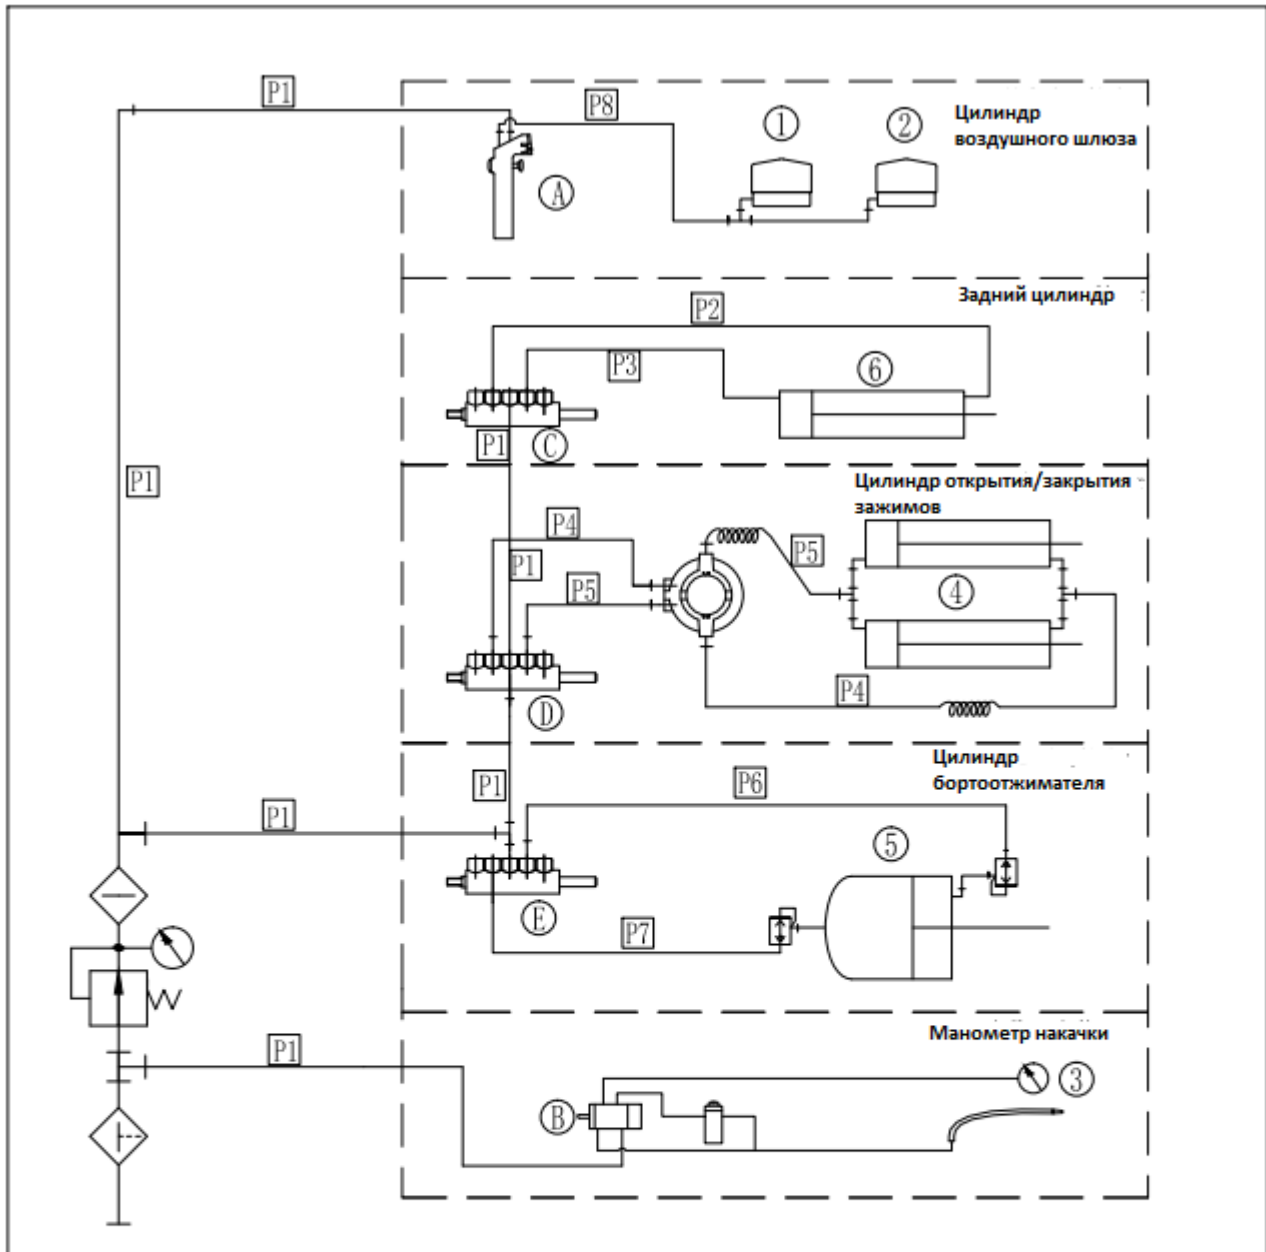 P1
P8
1
2
Цилиндр
воздушного шлюза
A
Задний цилиндр
P2
P3
6
P1
C
P1
Цилиндр открытия/закрытия
зажимов
P4
P1
P5
P5
4
P4
D
Цилиндр
бортоотжимателя
P1
P6
P1
5
E
P7
Манометр накачки
P1
3
B